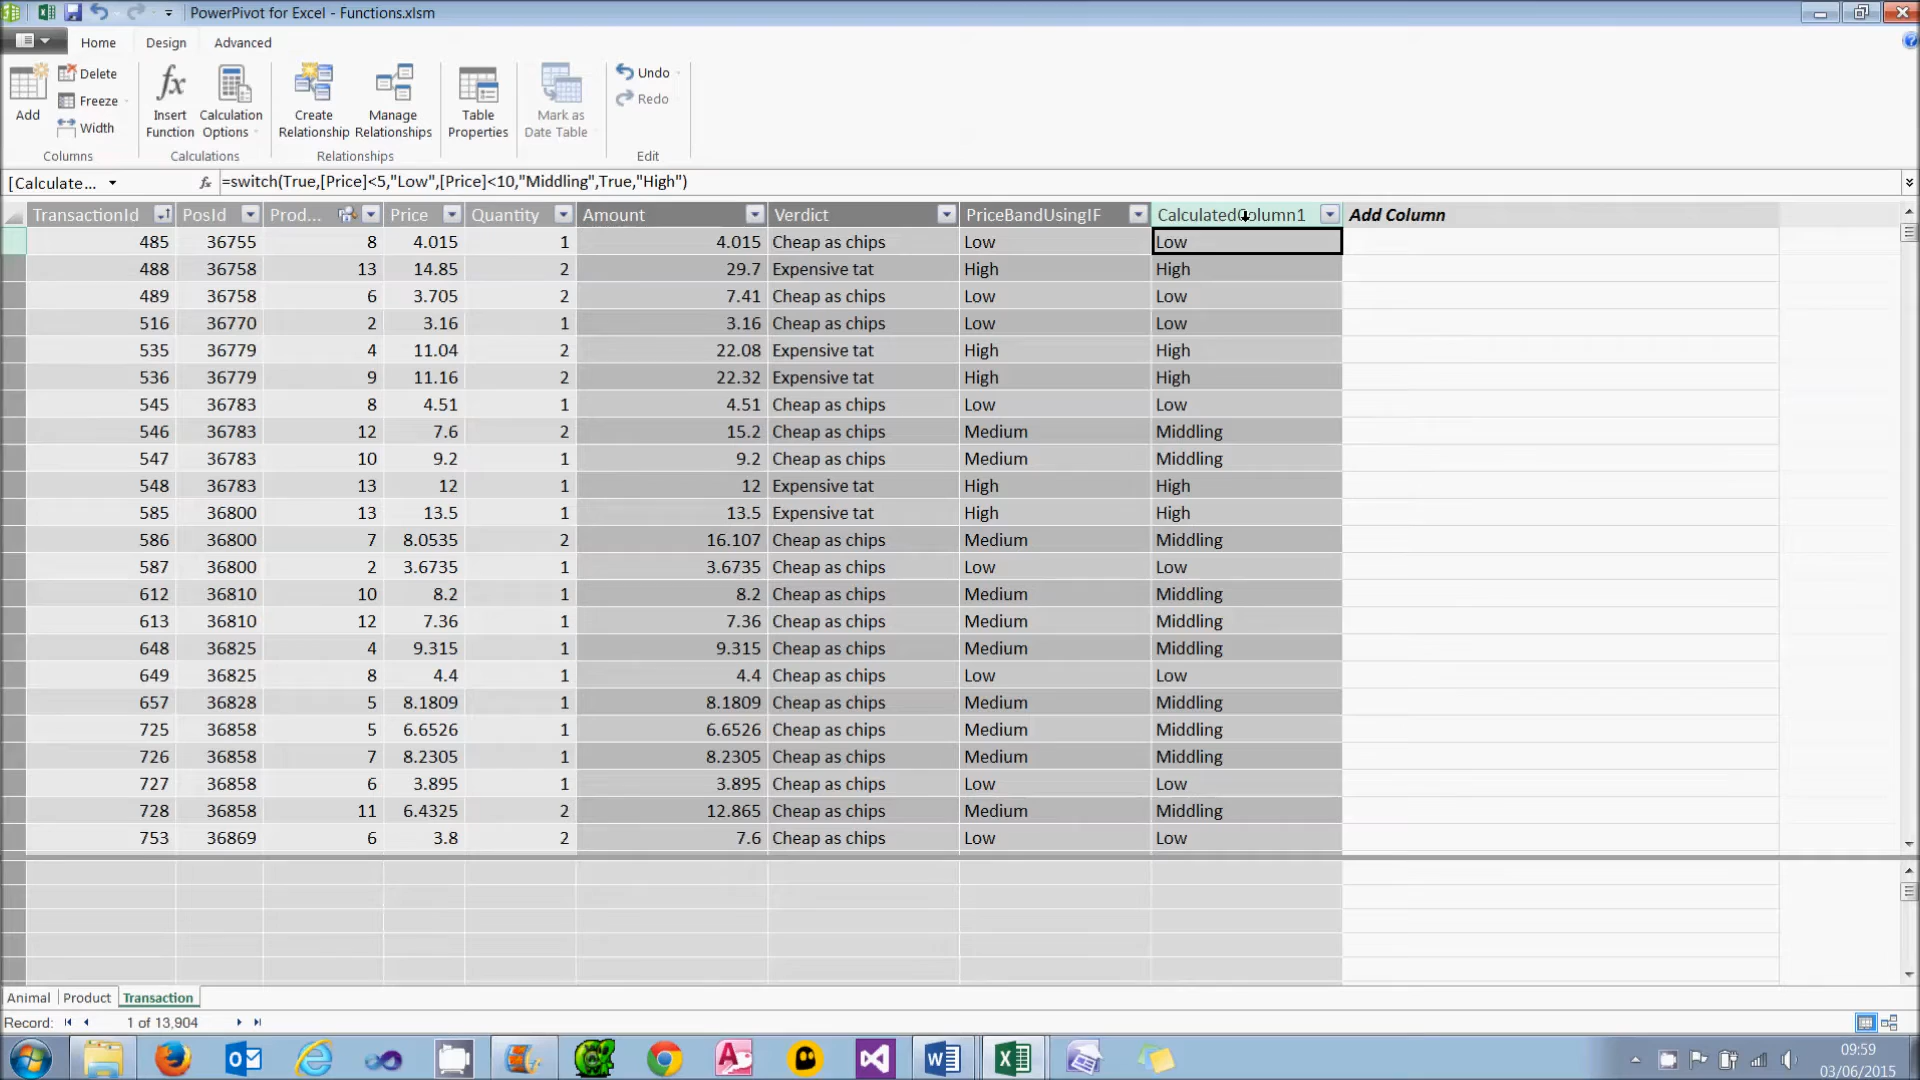 PowerPivot for Excel - Functions.xlsm
Home Design Advanced
Add
Delete
Freeze
Width
Columns
Insert Function
Calculation Options
Calculations
Create Relationship
Manage Relationships
Relationships
Table Properties
Mark as Date Table
Undo
Redo
Edit
[Calculate... fx =switch(True,[Price]<5,"Low",[Price]<10,"Middling",True,"High")
TransactionId PosId Prod... Price Quantity Amount Verdict PriceBandUsingIF CalculatedColumn1 Add Column
485 36755 8 4.015 1 4.015 Cheap as chips Low Low
488 36758 13 14.85 2 29.7 Expensive tat High High
489 36758 6 3.705 2 7.41 Cheap as chips Low Low
516 36770 2 3.16 1 3.16 Cheap as chips Low Low
535 36779 4 11.04 2 22.08 Expensive tat High High
536 36779 9 11.16 2 22.32 Expensive tat High High
545 36783 8 4.51 1 4.51 Cheap as chips Low Low
546 36783 12 7.6 2 15.2 Cheap as chips Medium Middling
547 36783 10 9.2 1 9.2 Cheap as chips Medium Middling
548 36783 13 12 1 12 Expensive tat High High
585 36800 13 13.5 1 13.5 Expensive tat High High
586 36800 7 8.0535 2 16.107 Cheap as chips Medium Middling
587 36800 2 3.6735 1 3.6735 Cheap as chips Low Low
612 36810 10 8.2 1 8.2 Cheap as chips Medium Middling
613 36810 12 7.36 1 7.36 Cheap as chips Medium Middling
648 36825 4 9.315 1 9.315 Cheap as chips Medium Middling
649 36825 8 4.4 1 4.4 Cheap as chips Low Low
657 36828 5 8.1809 1 8.1809 Cheap as chips Medium Middling
725 36858 5 6.6526 1 6.6526 Cheap as chips Medium Middling
726 36858 7 8.2305 1 8.2305 Cheap as chips Medium Middling
727 36858 6 3.895 1 3.895 Cheap as chips Low Low
728 36858 11 6.4325 2 12.865 Cheap as chips Medium Middling
753 36869 6 3.8 2 7.6 Cheap as chips Low Low
Animal Product Transaction
Record: 1 of 13,904
09:59
03/06/2015